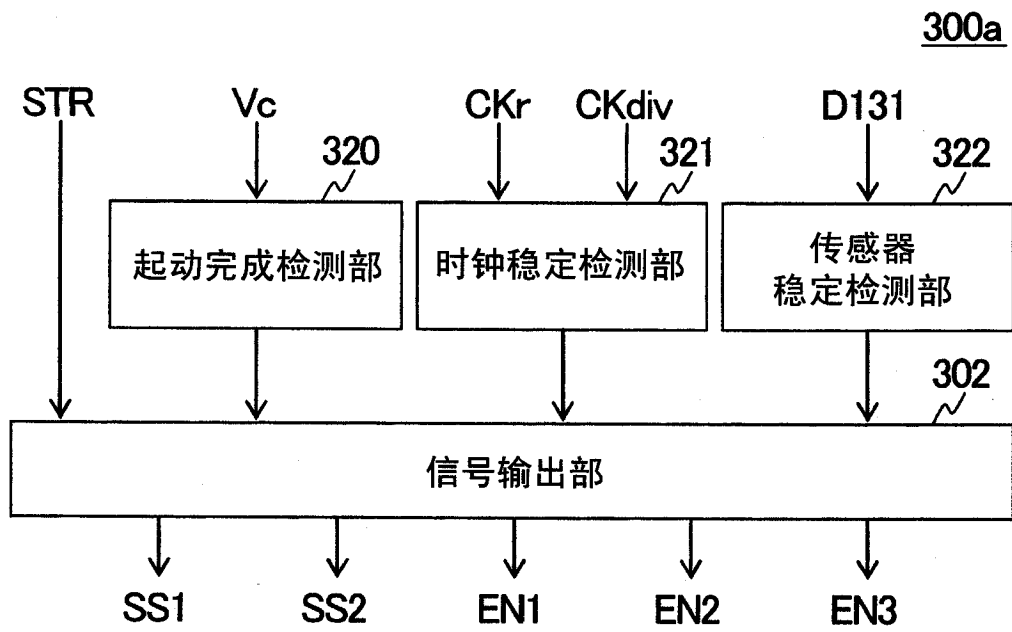 300a
STR
Vc
CKr
CKdiv
D131
320
321
322
起动完成检测部
时钟稳定检测部
传感器
稳定检测部
302
信号输出部
SS1
SS2
EN1
EN2
EN3